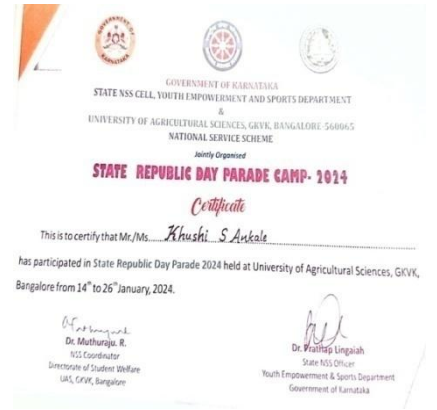 GOVERNMENT OF KARNATAKA
STATE NSS CELL, YOUTH EMPOWERMENT AND SPORTS DEPARTMENT
&
UNIVERSITY OF AGRICULTURAL SCIENCES, GKVK, BANGALORE-560065
NATIONAL SERVICE SCHEME
Jointly Organised
STATE REPUBLIC DAY PARADE CAMP- 2024
Certificate
This is to certify that Mr./Ms. Khushi S Ankale
has participated in State Republic Day Parade 2024 held at University of Agricultural Sciences, GKVK,
Bangalore from 14th to 26th January, 2024.
Dr. Muthuraju. R.
NSS Coordinator
Directorate of Student Welfare
UAS, GKVK, Bangalore
Dr. Prathap Lingaiah
State NSS Officer
Youth Empowerment & Sports Department
Government of Karnataka